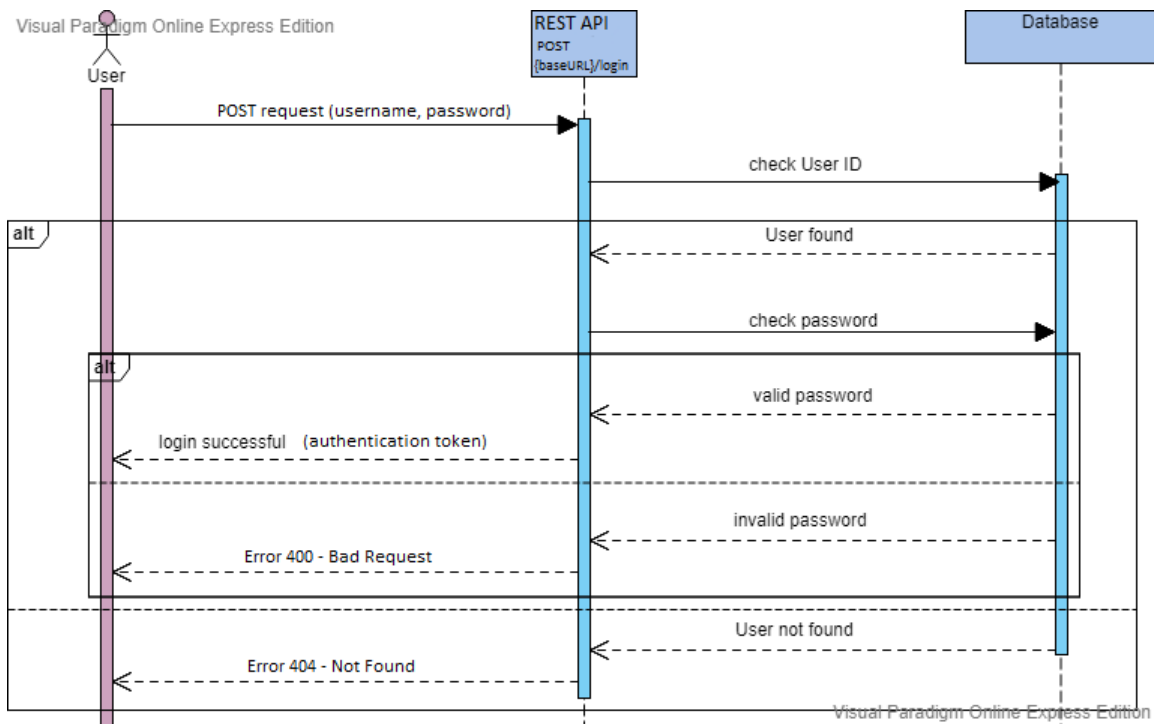 Visual Paradigm Online Express Edition
User
REST API
POST
{baseURL}/login
Database
POST request (username, password)
check User ID
alt
User found
check password
alt
valid password
login successful (authentication token)
invalid password
Error 400 - Bad Request
User not found
Error 404 - Not Found
Visual Paradigm Online Express Edition